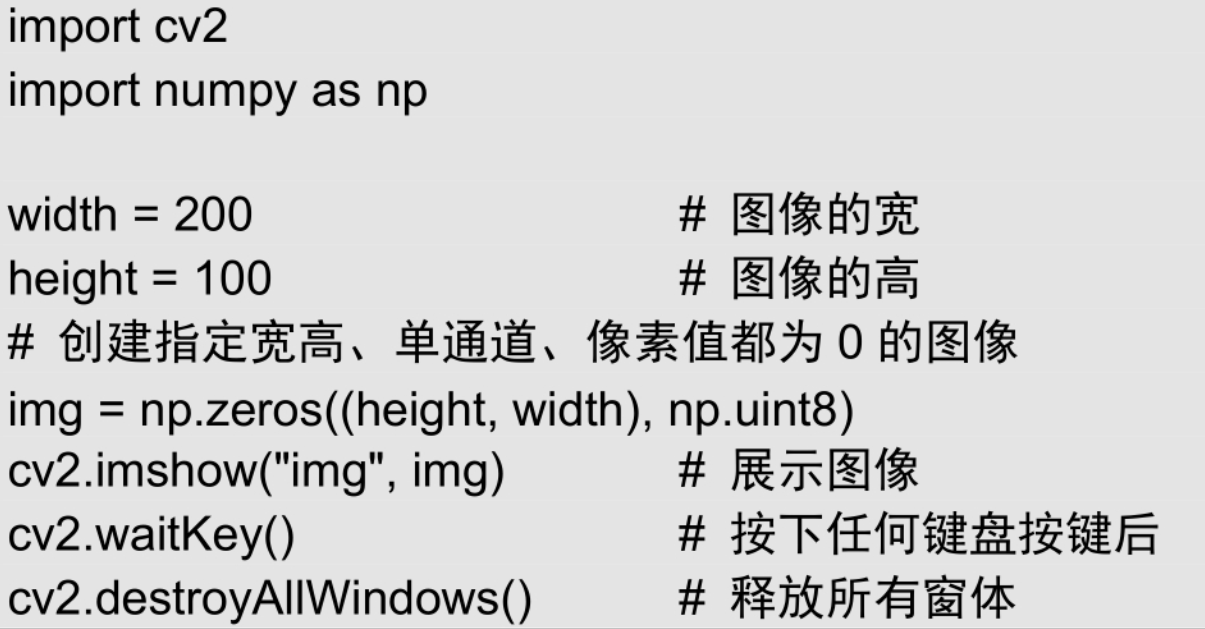 import cv2
import numpy as np
width = 200 # 图像的宽
height = 100 # 图像的高
# 创建指定宽高、单通道、像素值都为 0 的图像
img = np.zeros((height, width), np.uint8)
cv2.imshow("img", img) # 展示图像
cv2.waitKey() # 按下任何键盘按键后
cv2.destroyAllWindows() # 释放所有窗体